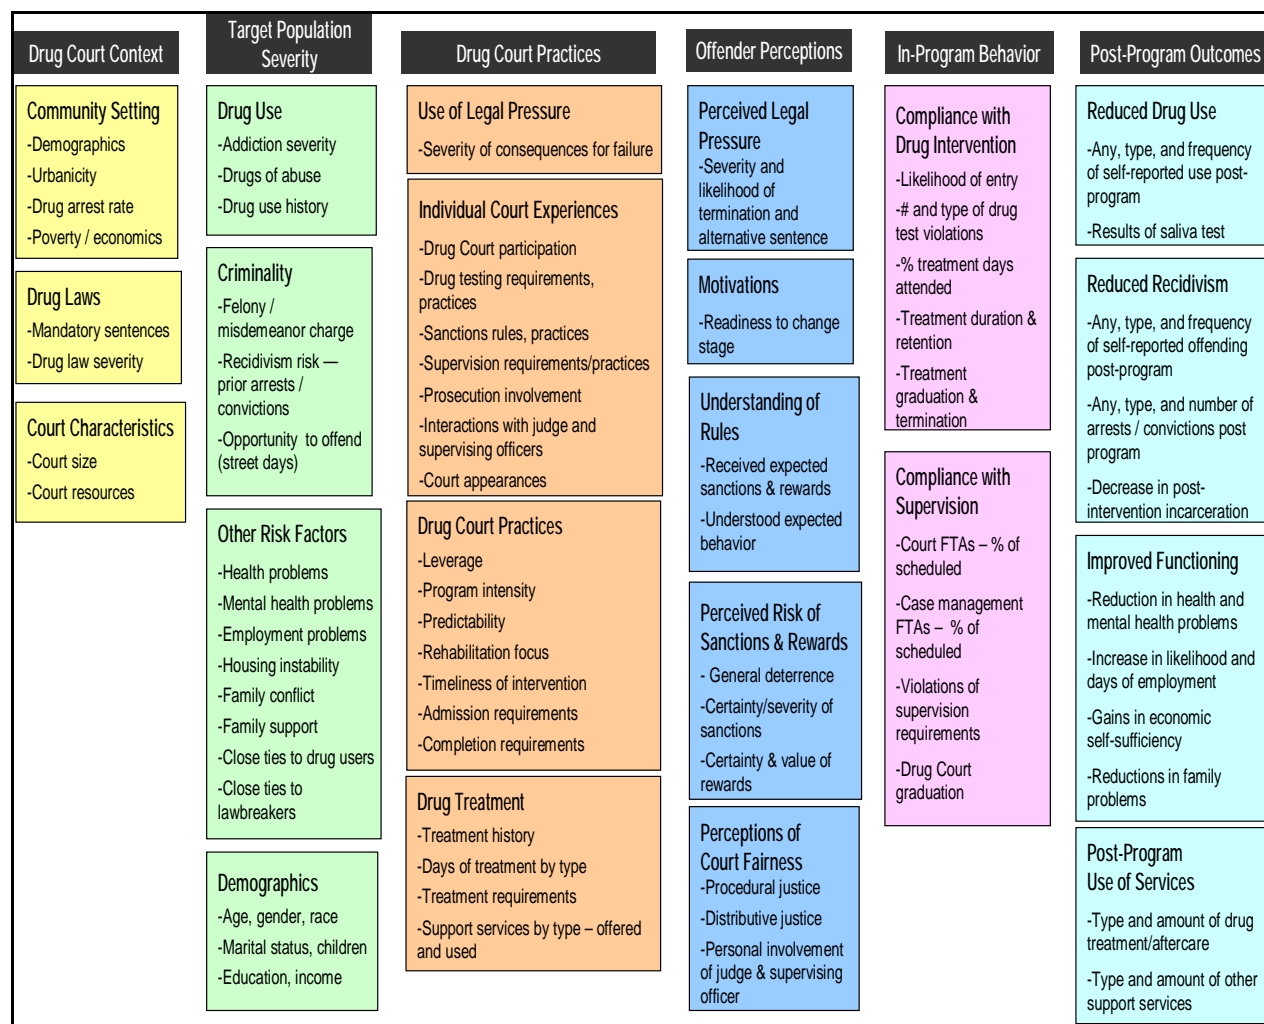 Drug Court Context
Community Setting
-Demographics
-Urbanicity
-Drug arrest rate
-Poverty / economics
Drug Laws
-Mandatory sentences
-Drug law severity
Court Characteristics
-Court size
-Court resources
Target Population
Severity
Drug Use
-Addiction severity
-Drugs of abuse
-Drug use history
Criminality
-Felony /
misdemeanor charge
-Recidivism risk —
prior arrests /
convictions
-Opportunity to offend
(street days)
Other Risk Factors
-Health problems
-Mental health problems
-Employment problems
-Housing instability
-Family conflict
-Family support
-Close ties to drug users
-Close ties to
lawbreakers
Demographics
-Age, gender, race
-Marital status, children
-Education, income
Drug Court Practices
Use of Legal Pressure
-Severity of consequences for failure
Individual Court Experiences
-Drug Court participation
-Drug testing requirements,
practices
-Sanctions rules, practices
-Supervision requirements/practices
-Prosecution involvement
-Interactions with judge and
supervising officers
-Court appearances
Drug Court Practices
-Leverage
-Program intensity
-Predictability
-Rehabilitation focus
-Timeliness of intervention
-Admission requirements
-Completion requirements
Drug Treatment
-Treatment history
-Days of treatment by type
-Treatment requirements
-Support services by type – offered
and used
Offender Perceptions
Perceived Legal
Pressure
-Severity and
likelihood of
termination and
alternative sentence
Motivations
-Readiness to change
stage
Understanding of
Rules
-Received expected
sanctions & rewards
-Understood expected
behavior
Perceived Risk of
Sanctions & Rewards
- General deterrence
-Certainty/severity of
sanctions
-Certainty & value of
rewards
Perceptions of
Court Fairness
-Procedural justice
-Distributive justice
-Personal involvement
of judge & supervising
officer
In-Program Behavior
Compliance with
Drug Intervention
-Likelihood of entry
-# and type of drug
test violations
-% treatment days
attended
-Treatment duration &
retention
-Treatment
graduation &
termination
Compliance with
Supervision
-Court FTAs – % of
scheduled
-Case management
FTAs – % of
scheduled
-Violations of
supervision
requirements
-Drug Court
graduation
Post-Program Outcomes
Reduced Drug Use
-Any, type, and frequency
of self-reported use post-
program
-Results of saliva test
Reduced Recidivism
-Any, type, and frequency
of self-reported offending
post-program
-Any, type, and number of
arrests / convictions post
program
-Decrease in post-
intervention incarceration
Improved Functioning
-Reduction in health and
mental health problems
-Increase in likelihood and
days of employment
-Gains in economic
self-sufficiency
-Reductions in family
problems
Post-Program
Use of Services
-Type and amount of drug
treatment/aftercare
-Type and amount of other
support services